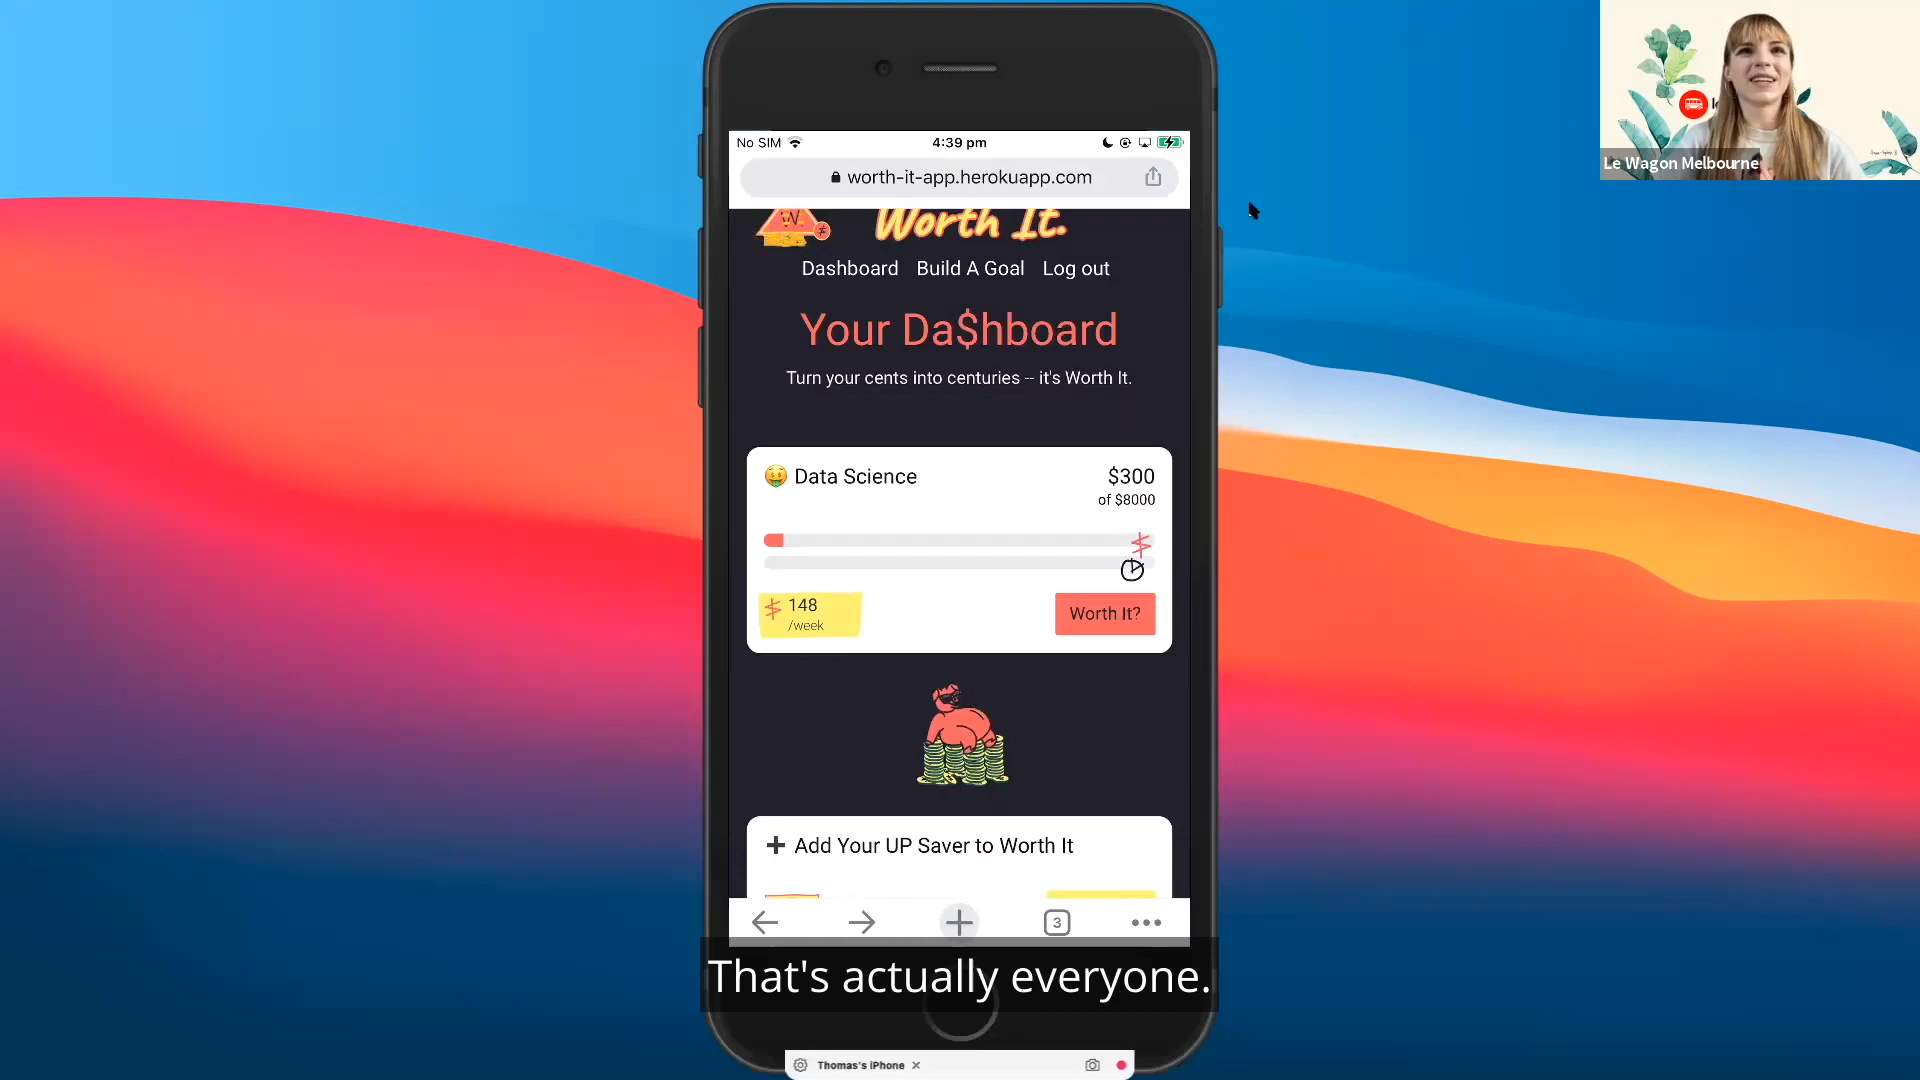 No SIM
4:39 pm
worth-it-app.herokuapp.com
Worth It.
Dashboard Build A Goal Log out
Your Da$hboard
Turn your cents into centuries -- it's Worth It.
Data Science
$300
of $8000
148
/week
Worth It?
Add Your UP Saver to Worth It
3
That's actually everyone.
Thomas's iPhone
Le Wagon Melbourne